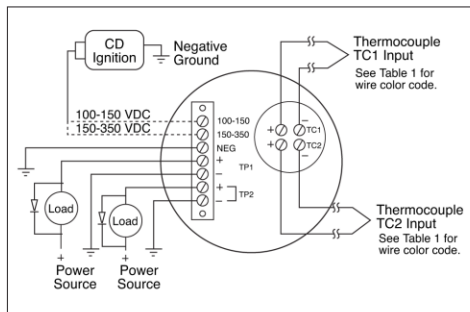 CD
Ignition
Negative
Ground
100-150 VDC
150-350 VDC
100-150
150-350
NEG
+
TP1
−
+
TP2
−
Load
Load
+
Power
Source
+
Power
Source
+
−
TC1
+
−
TC2
Thermocouple
TC1 Input
See Table 1 for
wire color code.
Thermocouple
TC2 Input
See Table 1 for
wire color code.